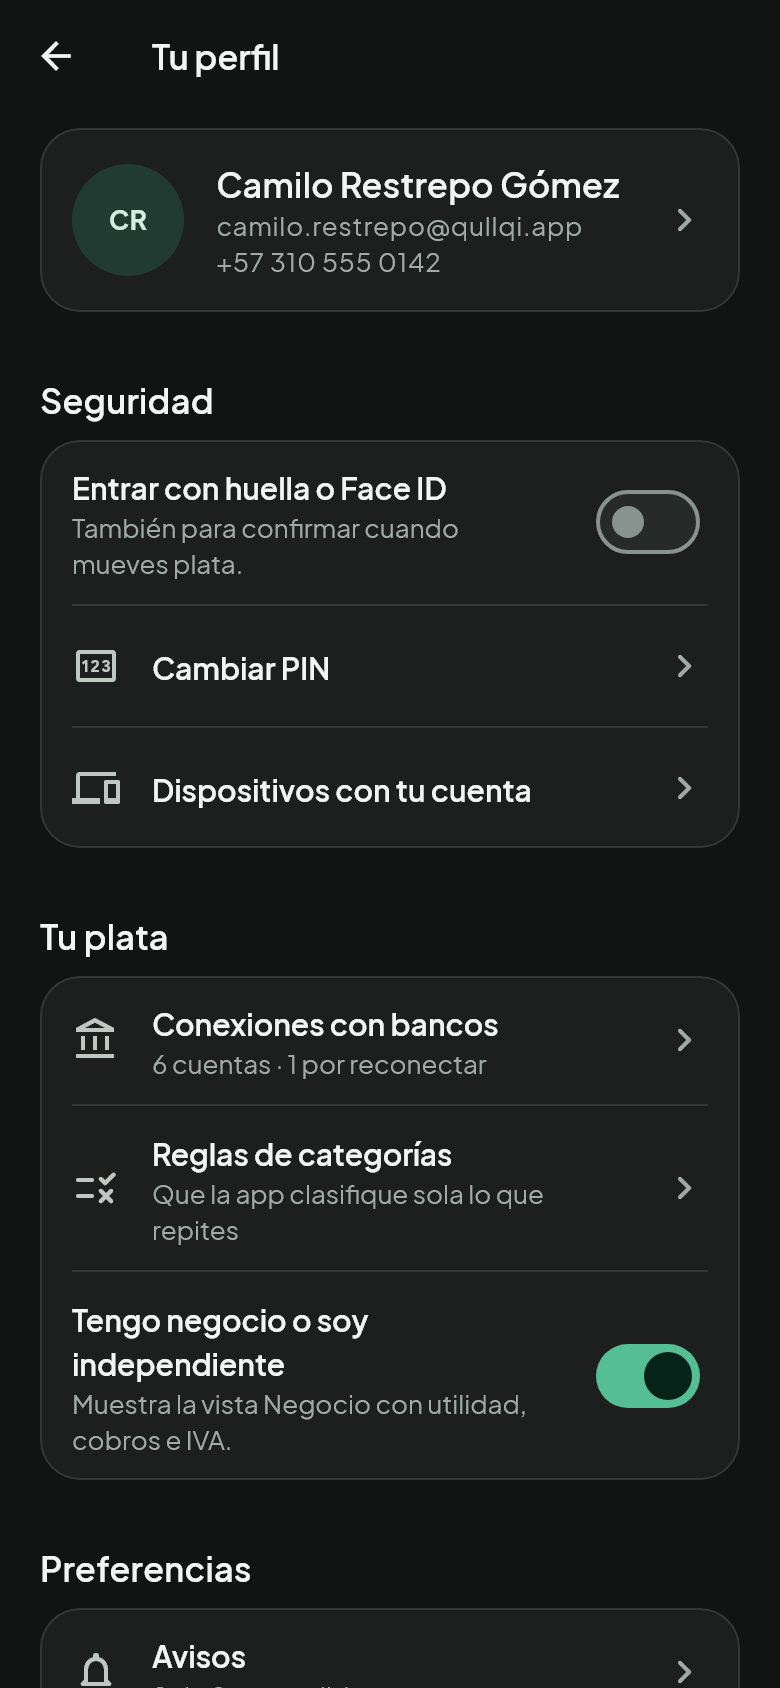 Tu perfil
CR
Camilo Restrepo Gómez
camilo.restrepo@qullqi.app
+57 310 555 0142
Seguridad
Entrar con huella o Face ID
También para confirmar cuando
mueves plata.
123
Cambiar PIN
Dispositivos con tu cuenta
Tu plata
Conexiones con bancos
6 cuentas · 1 por reconectar
Reglas de categorías
Que la app clasifique sola lo que
repites
Tengo negocio o soy
independiente
Muestra la vista Negocio con utilidad,
cobros e IVA.
Preferencias
Avisos